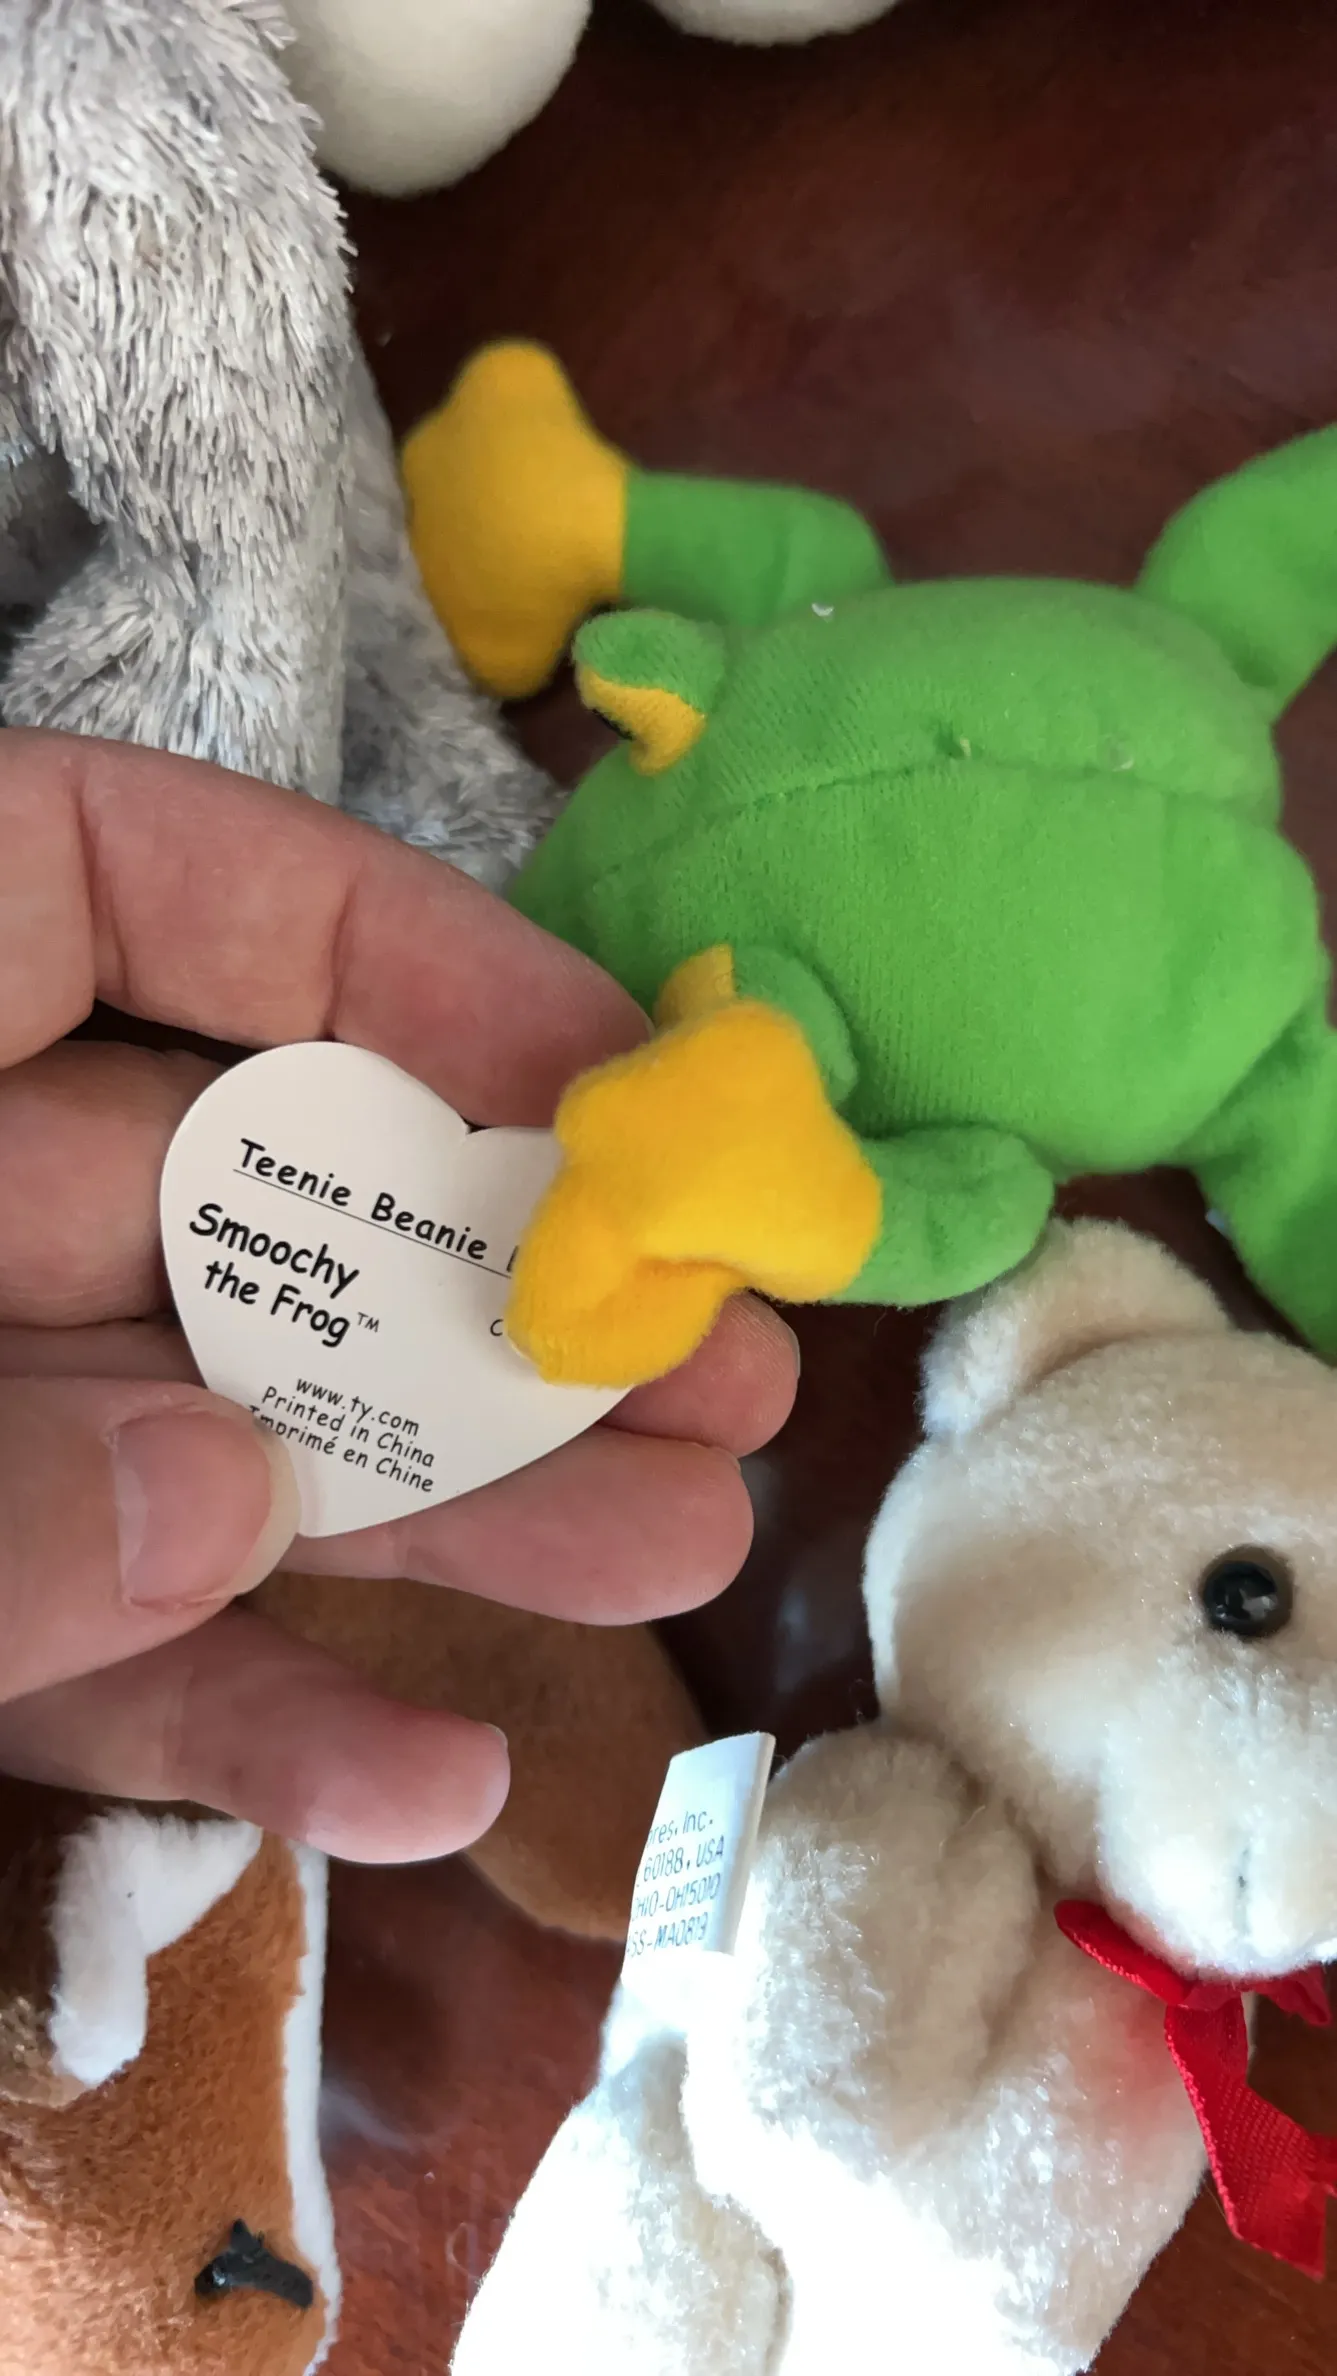 Teenie Beanie
Smoochy
the Frog™
www.ty.com
Printed in China
Imprimé en Chine
Inc.
60188, USA